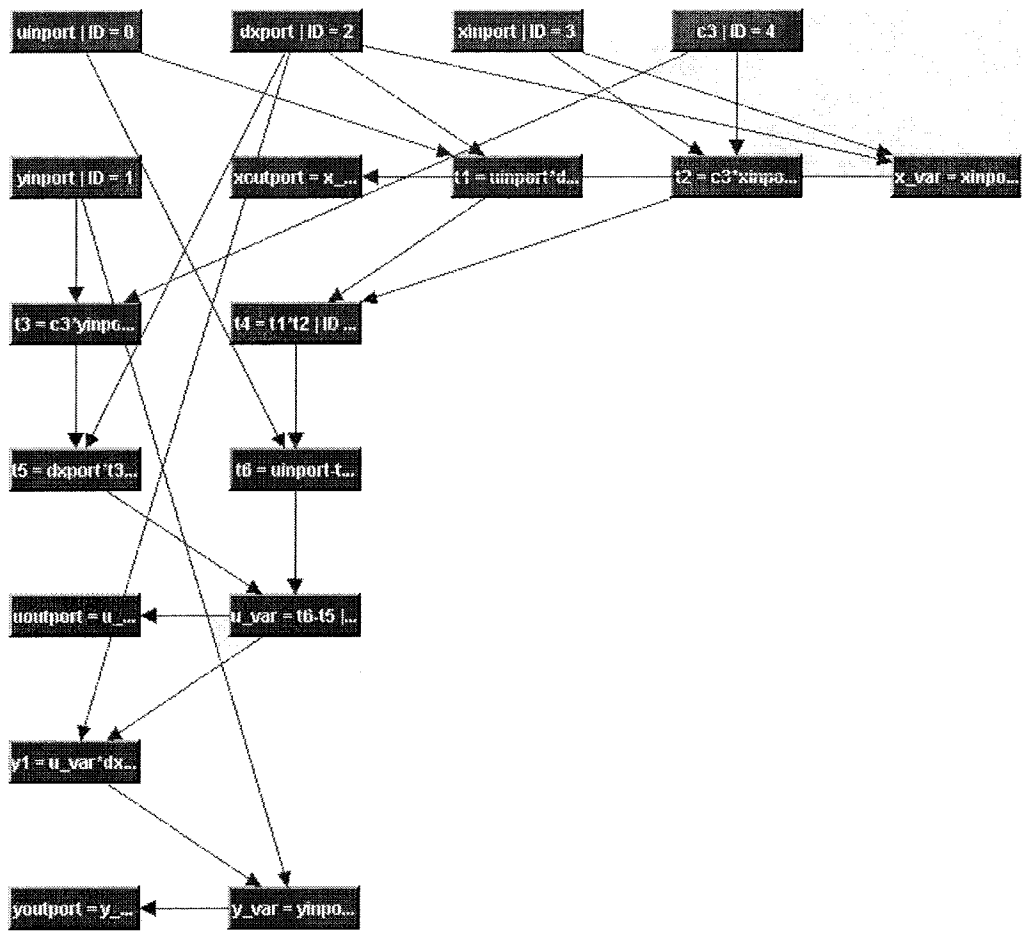 uinport | ID = 0
dxport | ID = 2
xinport | ID = 3
c3 | ID = 4
yinport | ID = 1
xoutport = x_...
t1 = uinport*d...
t2 = c3*xinpo...
x_var = xinpo...
t3 = c3*yinpo...
t4 = t1*t2 | ID ...
t5 = dxport*t3...
t6 = uinport-t...
uoutport = u_...
u_var = t6-t5 |...
y1 = u_var*dx...
youtport = y_...
y_var = yinpo...